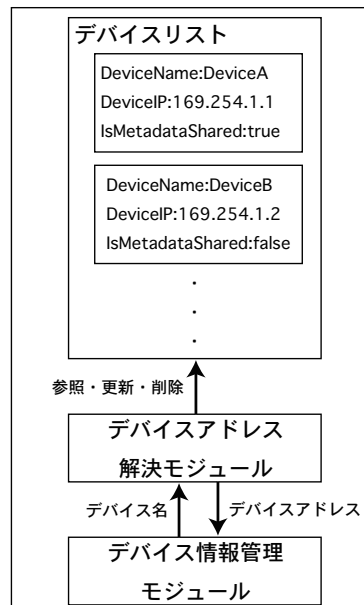 デバイスリスト
DeviceName:DeviceA
DeviceIP:169.254.1.1
IsMetadataShared:true
DeviceName:DeviceB
DeviceIP:169.254.1.2
IsMetadataShared:false
・
・
・
参照・更新・削除
デバイスアドレス
解決モジュール
デバイス名
デバイスアドレス
デバイス情報管理
モジュール